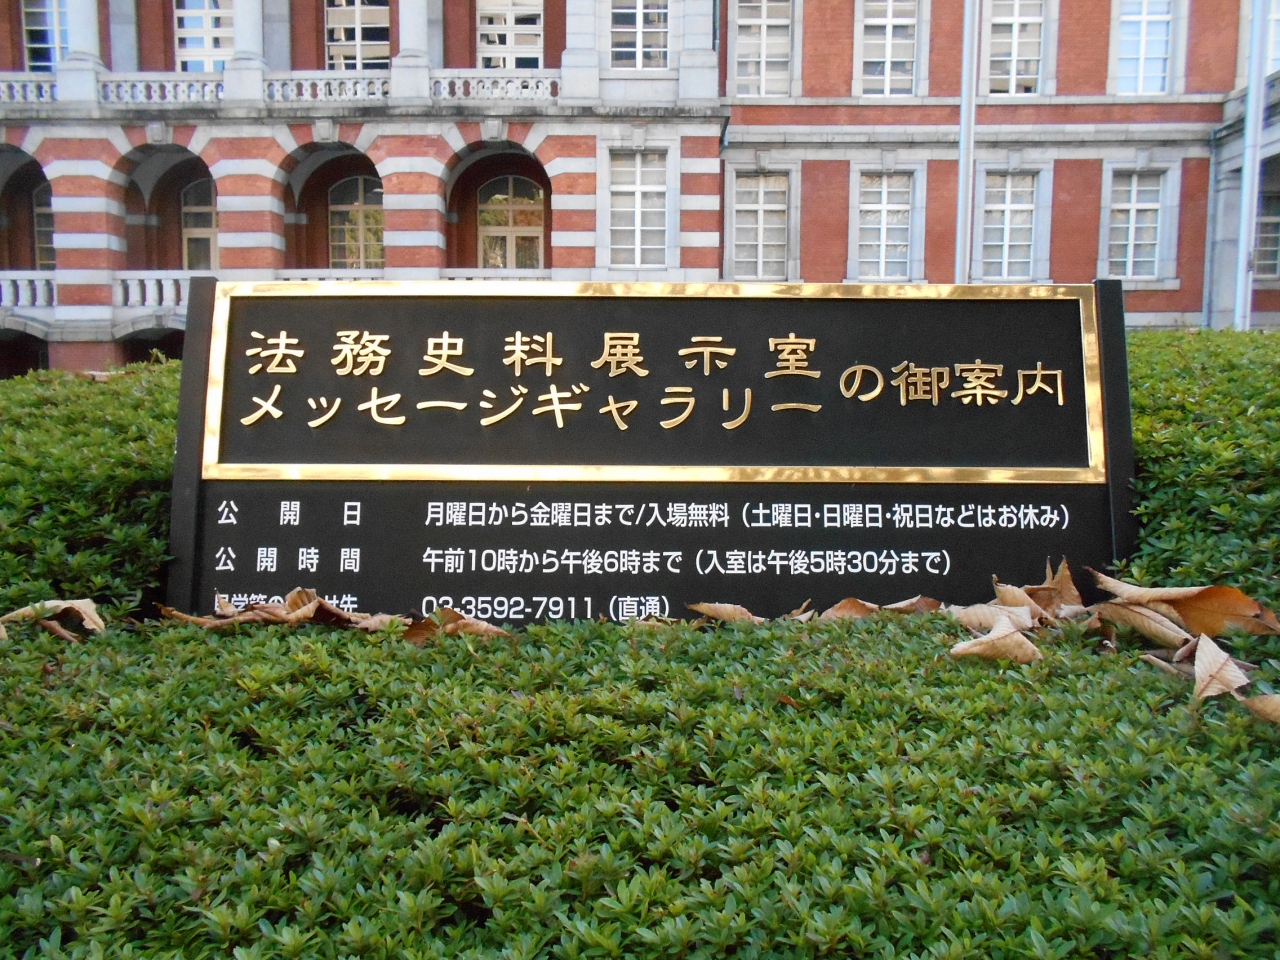 法務史料展示室
メッセージギャラリー
の御案内
公開日 月曜日から金曜日まで/入場無料（土曜日・日曜日・祝日などはお休み）
公開時間 午前10時から午後6時まで（入室は午後5時30分まで）
03-3592-7911（直通）